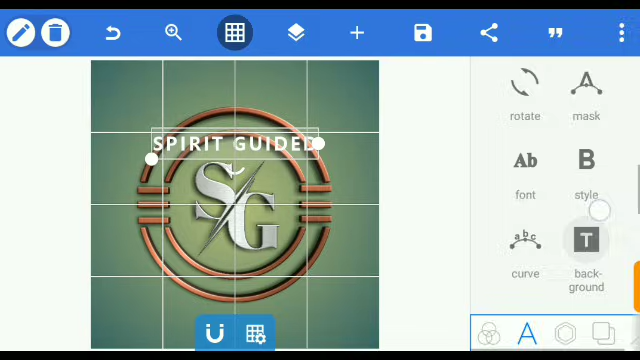 SPIRIT GUIDED
SG
rotate
mask
Ab
font
B
style
abc
curve
T
back-
ground
A